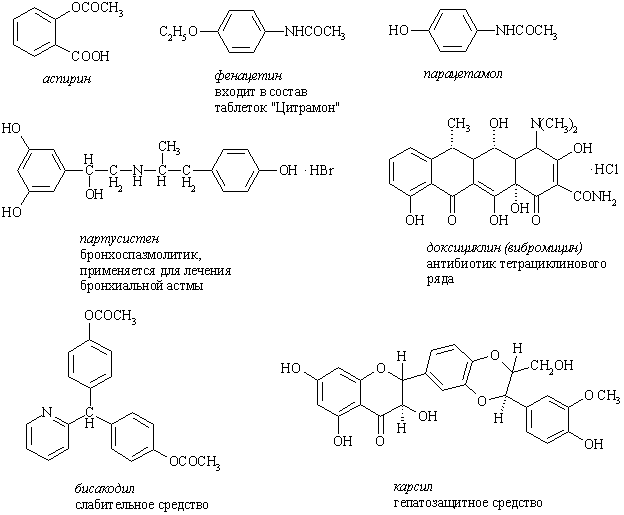 OCOCH3
COOH
аспирин
C2H5O
NHCOCH3
фенацетин
входит в состав
таблеток "Цитрамон"
HO
NHCOCH3
парацетамол
HO
HO
H
C
OH
C
H2
N
H
CH3
H
C
C
H2
OH · HBr
партусистен
бронхоспазмолитик,
применяется для лечения
бронхиальной астмы
CH3
OH
N(CH3)2
OH
·HCl
CNH2
O
OH
O
OH
OH
O
доксициклин (вибромицин)
антибиотик тетрациклинового
ряда
OCOCH3
N
C
H
OCOCH3
бисакодил
слабительное средство
HO
O
H
OH
H
OH
O
O
O
H
CH2OH
H
OCH3
OH
карсил
гепатозащитное средство